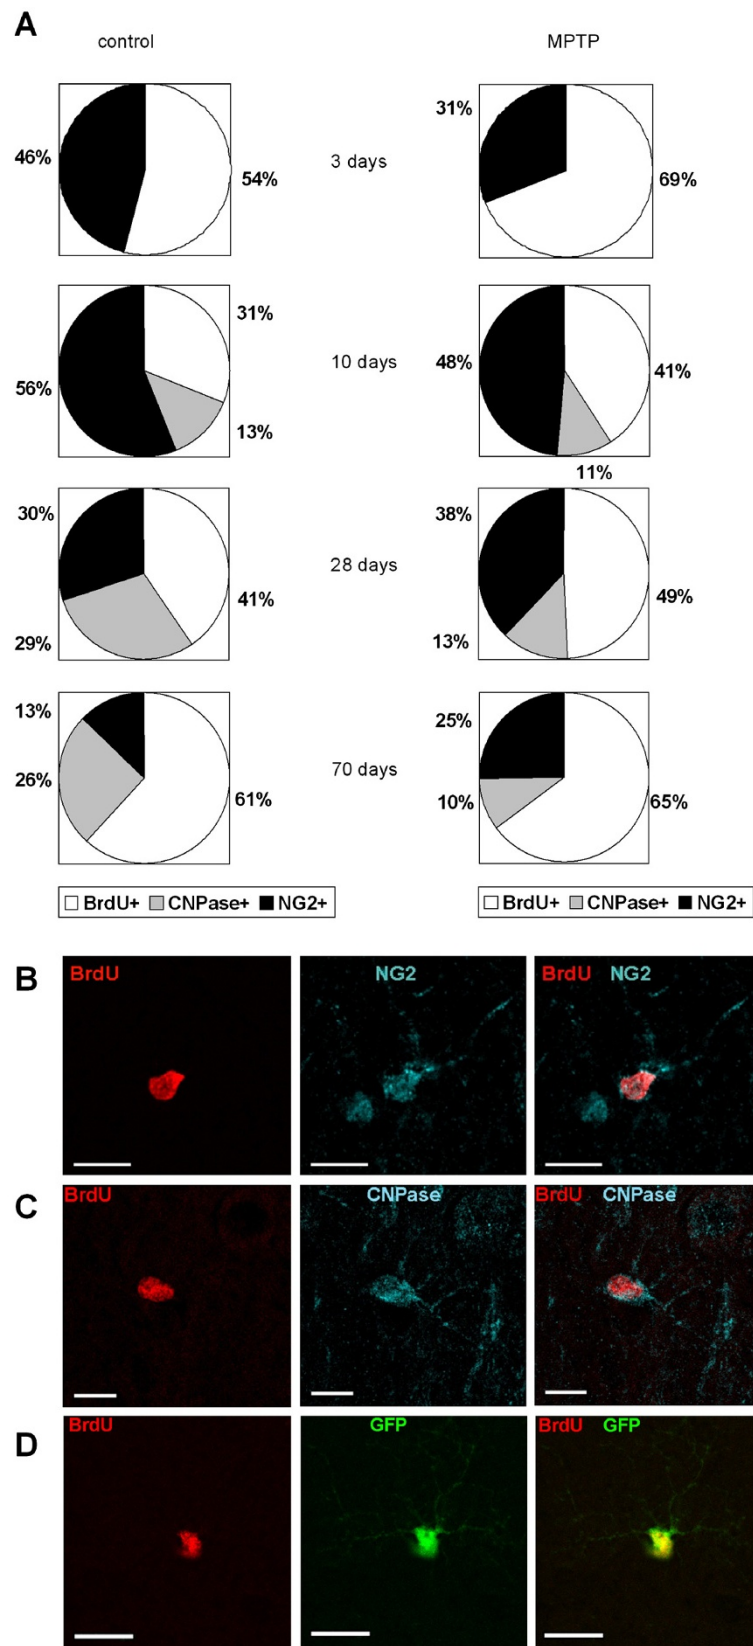 A
control MPTP
31%
46% 3 days
54% 69%
31%
10 days
56% 48% 41%
13%
11%
30% 38%
28 days
41% 49%
29% 13%
13% 25%
70 days
26% 61% 10% 65%
BrdU+ CNPase+ NG2+ BrdU+ CNPase+ NG2+
B BrdU NG2 BrdU NG2
C BrdU CNPase BrdU CNPase
D BrdU GFP BrdU GFP